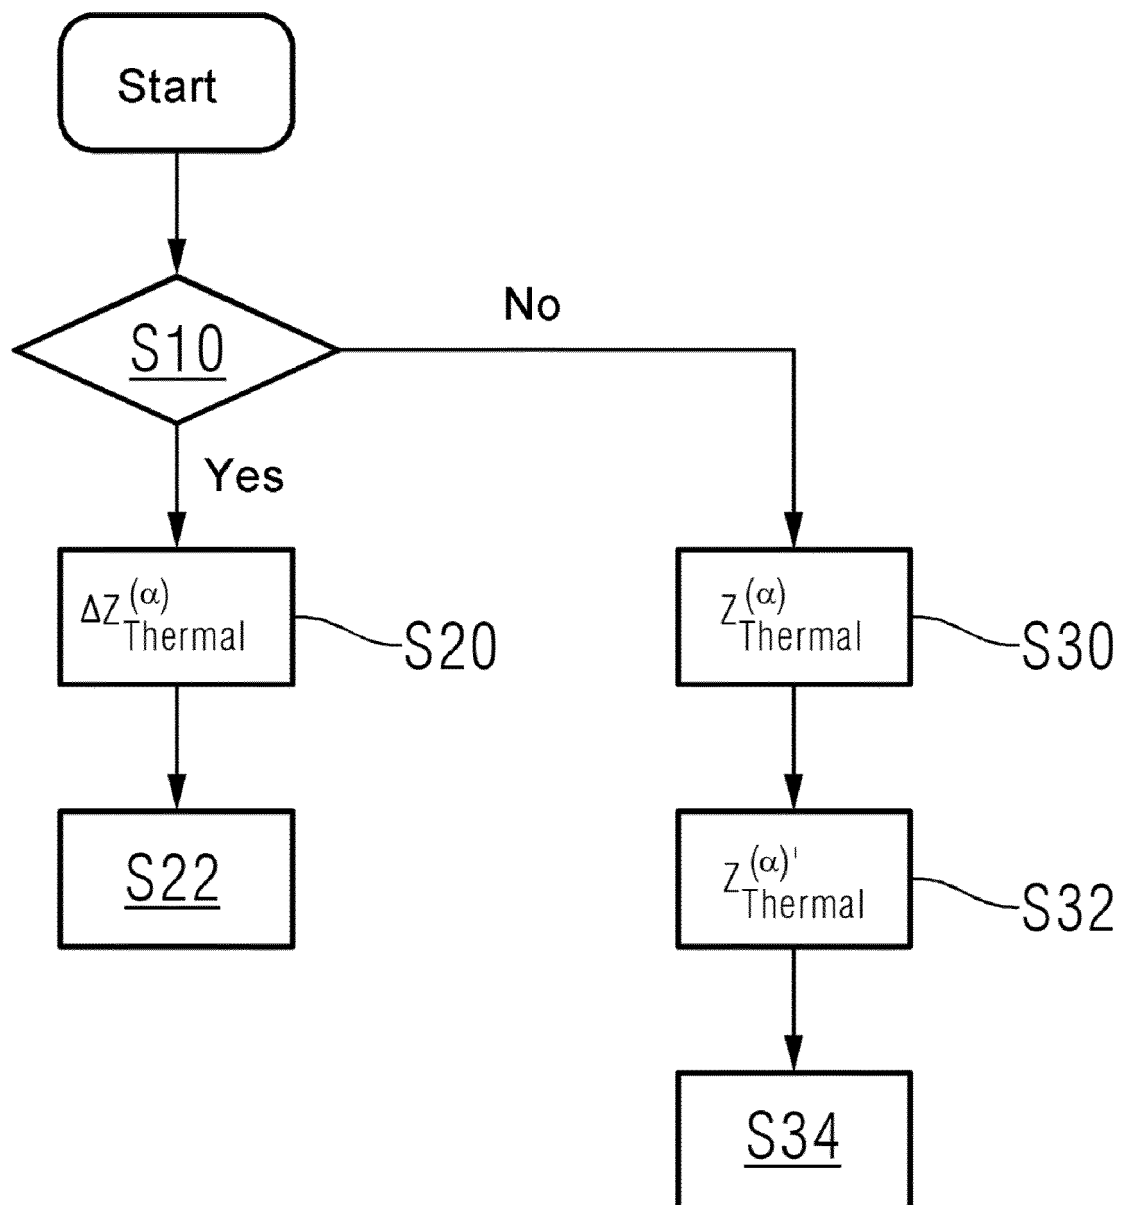 Start
S10
No
Yes
ΔZ(α)Thermal
S20
Z(α)Thermal
S30
S22
Z(α)'Thermal
S32
S34